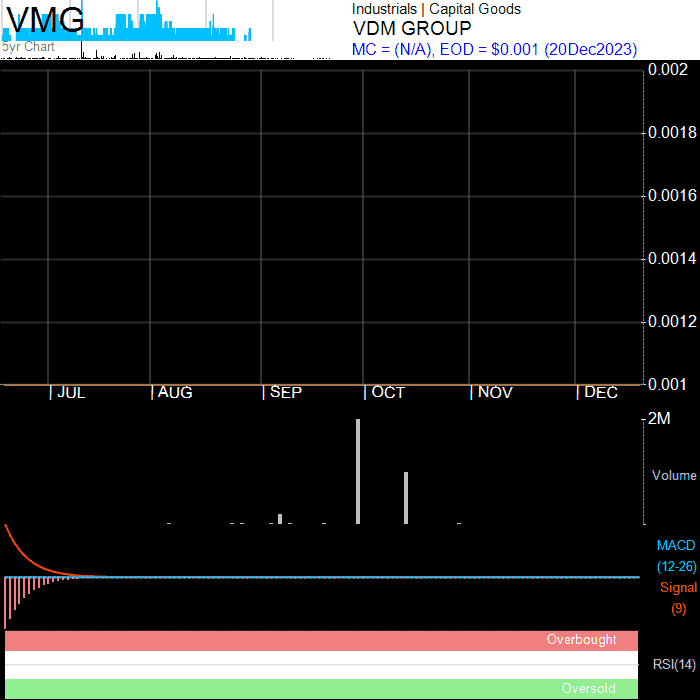 VMG
5yr Chart
Industrials | Capital Goods
VDM GROUP
MC = (N/A), EOD = $0.001 (20Dec2023)
0.002
0.0018
0.0016
0.0014
0.0012
0.001
| JUL | AUG | SEP | OCT | NOV | DEC
2M
Volume
MACD
(12-26)
Signal
(9)
Overbought
RSI(14)
Oversold